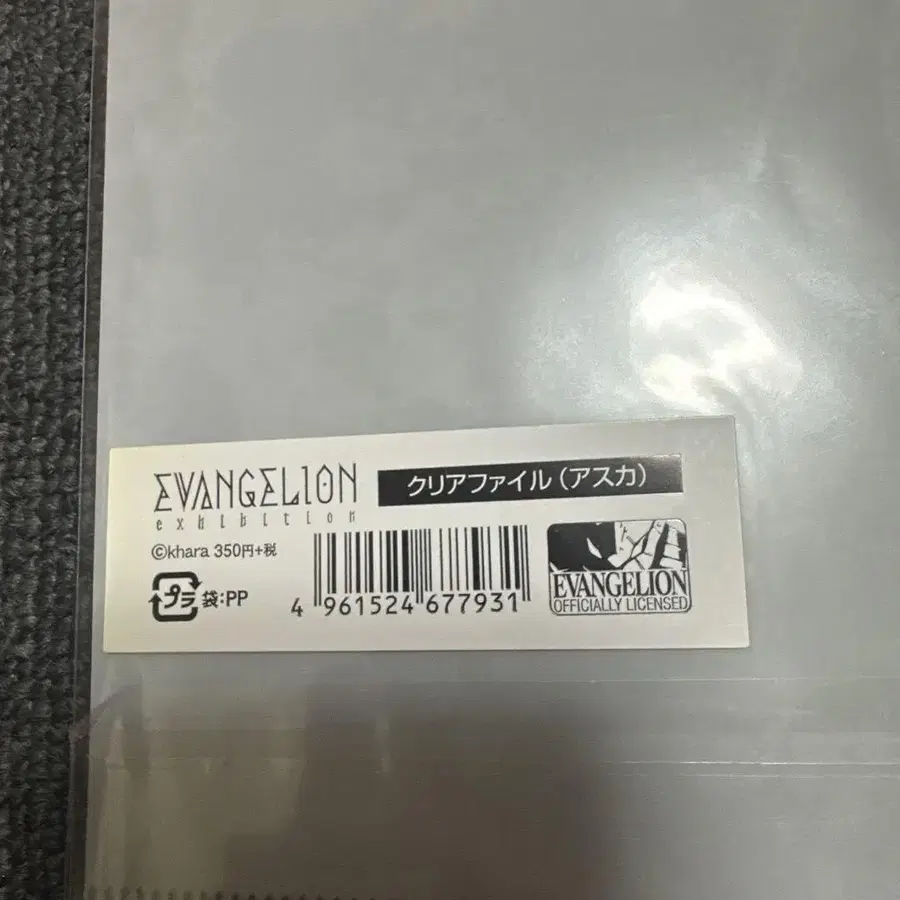 EVANGELION
exhibition
クリアファイル（アスカ）
©khara 350円+税
プラ 袋:PP
4 961524 677931
EVANGELION
OFFICIALLY LICENSED